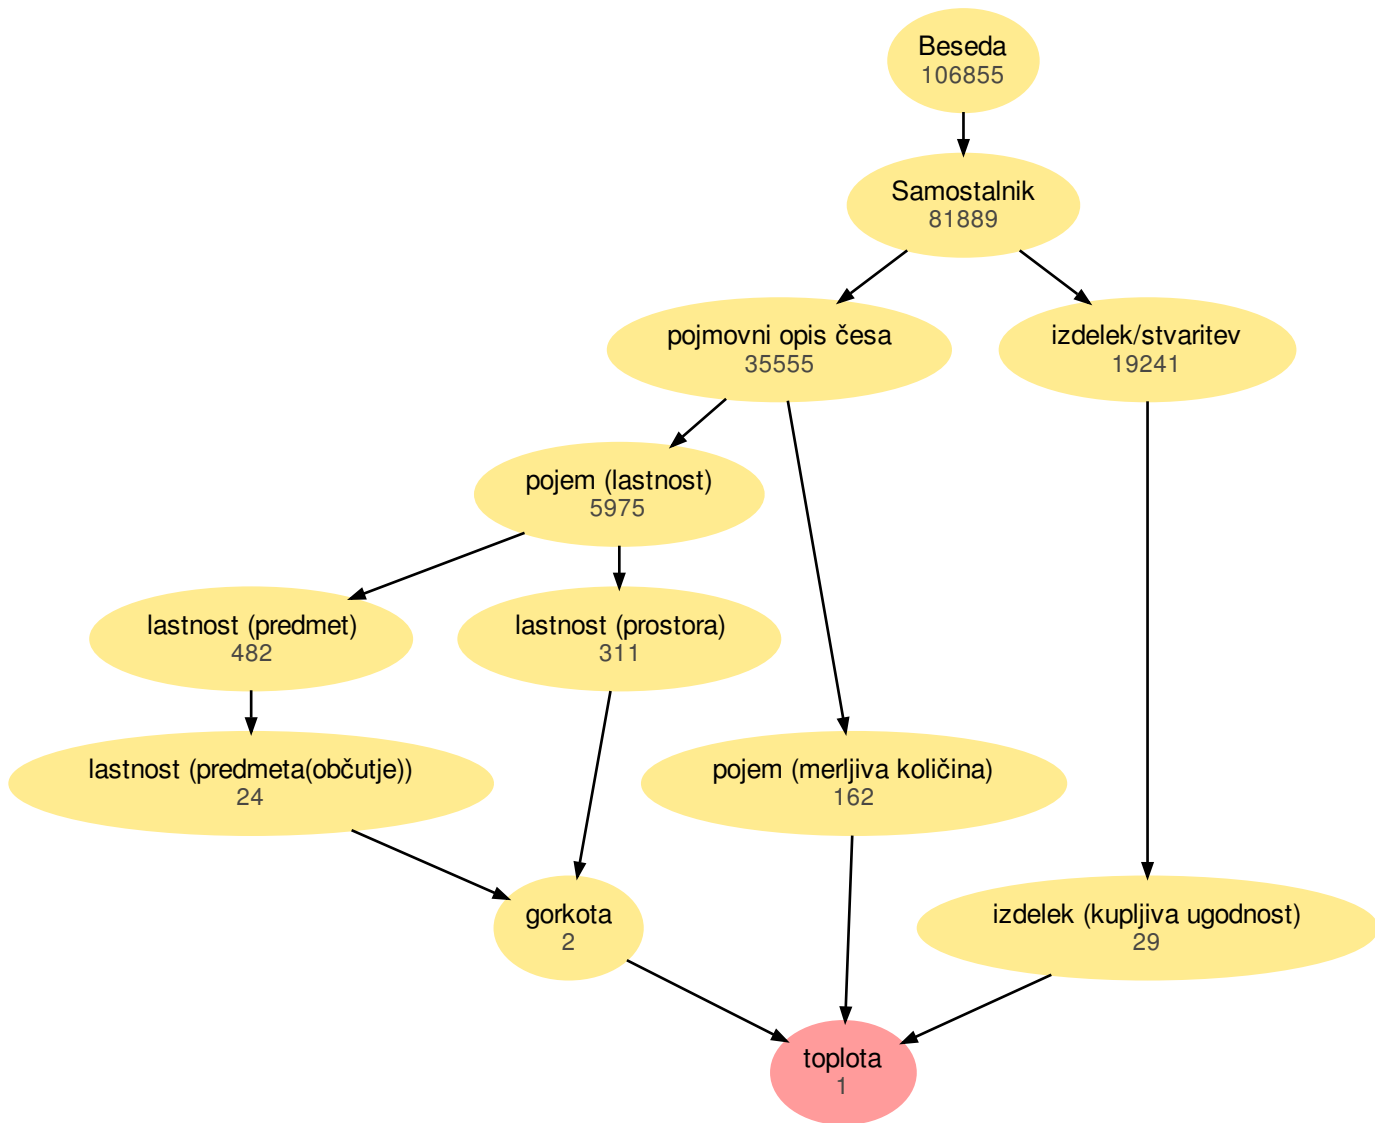 Beseda
106855
Samostalnik
81889
pojmovni opis česa
35555
izdelek/stvaritev
19241
pojem (lastnost)
5975
lastnost (predmet)
482
lastnost (prostora)
311
lastnost (predmeta(občutje))
24
pojem (merljiva količina)
162
gorkota
2
izdelek (kupljiva ugodnost)
29
toplota
1